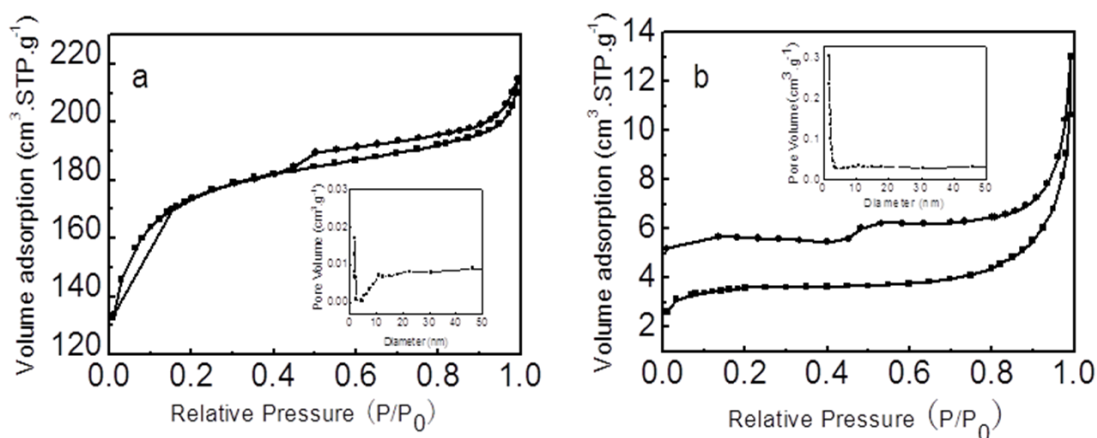 a
220
200
180
160
140
120
Volume adsorption (cm³.STP.g⁻¹)
0.0 0.2 0.4 0.6 0.8 1.0
Relative Pressure (P/P₀)
0.03
0.02
0.01
0.00
Pore Volume (cm³.g⁻¹)
0 10 20 30 40 50
Diameter (nm)
b
14
12
10
8
6
4
2
Volume adsorption (cm³.STP.g⁻¹)
0.0 0.2 0.4 0.6 0.8 1.0
Relative Pressure (P/P₀)
0.3
0.2
0.1
0.0
Pore Volume(cm³.g⁻¹)
0 10 20 30 40 50
Diameter (nm)